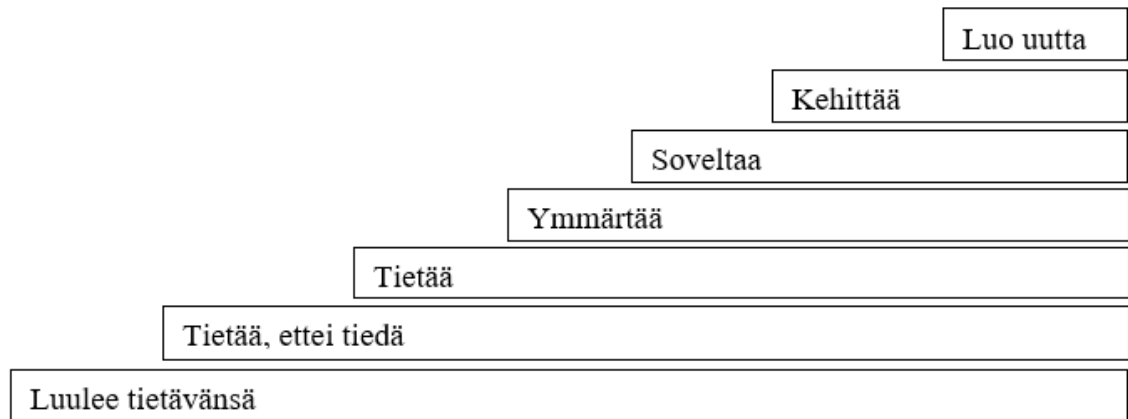 Luo uutta
Kehittää
Soveltaa
Ymmärtää
Tietää
Tietää, ettei tiedä
Luulee tietävänsä